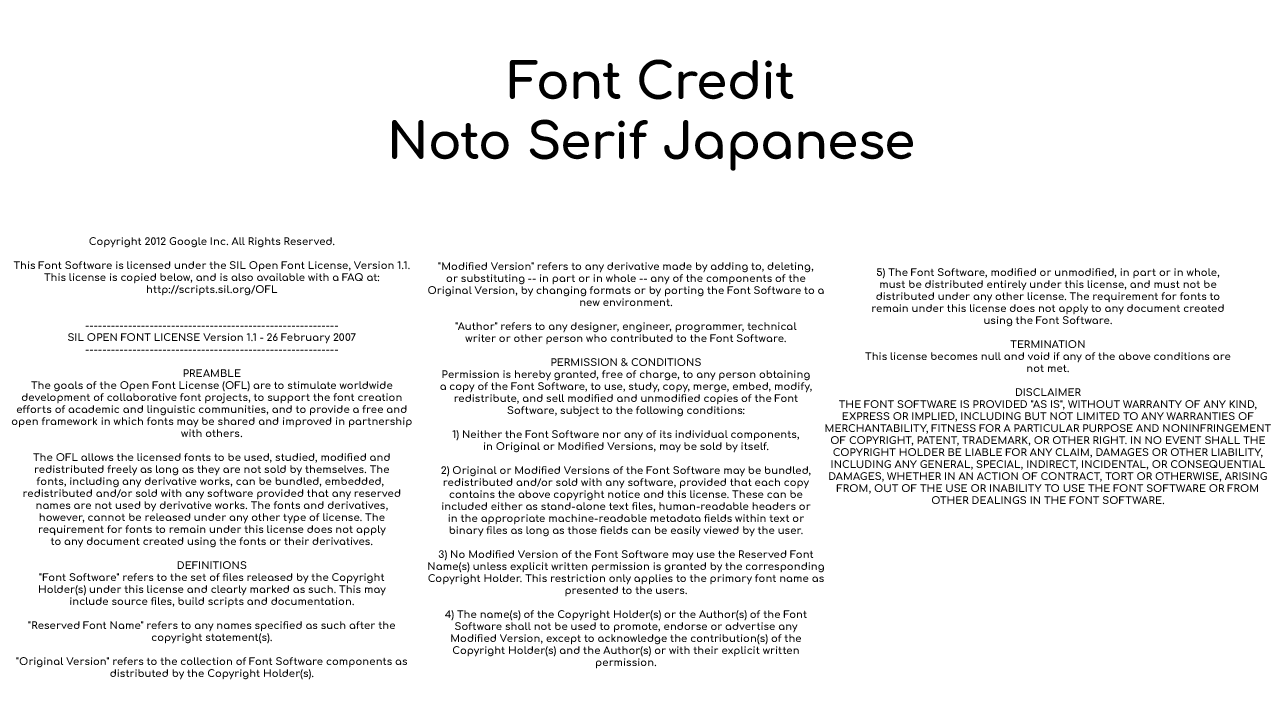 Font Credit
Noto Serif Japanese
Copyright 2012 Google Inc. All Rights Reserved.
This Font Software is licensed under the SIL Open Font License, Version 1.1.
This license is copied below, and is also available with a FAQ at:
http://scripts.sil.org/OFL
-----------------------------------------------------------
SIL OPEN FONT LICENSE Version 1.1 - 26 February 2007
-----------------------------------------------------------
PREAMBLE
The goals of the Open Font License (OFL) are to stimulate worldwide
development of collaborative font projects, to support the font creation
efforts of academic and linguistic communities, and to provide a free and
open framework in which fonts may be shared and improved in partnership
with others.
The OFL allows the licensed fonts to be used, studied, modified and
redistributed freely as long as they are not sold by themselves. The
fonts, including any derivative works, can be bundled, embedded,
redistributed and/or sold with any software provided that any reserved
names are not used by derivative works. The fonts and derivatives,
however, cannot be released under any other type of license. The
requirement for fonts to remain under this license does not apply
to any document created using the fonts or their derivatives.
DEFINITIONS
"Font Software" refers to the set of files released by the Copyright
Holder(s) under this license and clearly marked as such. This may
include source files, build scripts and documentation.
"Reserved Font Name" refers to any names specified as such after the
copyright statement(s).
"Original Version" refers to the collection of Font Software components as
distributed by the Copyright Holder(s).
"Modified Version" refers to any derivative made by adding to, deleting,
or substituting -- in part or in whole -- any of the components of the
Original Version, by changing formats or by porting the Font Software to a
new environment.
"Author" refers to any designer, engineer, programmer, technical
writer or other person who contributed to the Font Software.
PERMISSION & CONDITIONS
Permission is hereby granted, free of charge, to any person obtaining
a copy of the Font Software, to use, study, copy, merge, embed, modify,
redistribute, and sell modified and unmodified copies of the Font
Software, subject to the following conditions:
1) Neither the Font Software nor any of its individual components,
in Original or Modified Versions, may be sold by itself.
2) Original or Modified Versions of the Font Software may be bundled,
redistributed and/or sold with any software, provided that each copy
contains the above copyright notice and this license. These can be
included either as stand-alone text files, human-readable headers or
in the appropriate machine-readable metadata fields within text or
binary files as long as those fields can be easily viewed by the user.
3) No Modified Version of the Font Software may use the Reserved Font
Name(s) unless explicit written permission is granted by the corresponding
Copyright Holder. This restriction only applies to the primary font name as
presented to the users.
4) The name(s) of the Copyright Holder(s) or the Author(s) of the Font
Software shall not be used to promote, endorse or advertise any
Modified Version, except to acknowledge the contribution(s) of the
Copyright Holder(s) and the Author(s) or with their explicit written
permission.
5) The Font Software, modified or unmodified, in part or in whole,
must be distributed entirely under this license, and must not be
distributed under any other license. The requirement for fonts to
remain under this license does not apply to any document created
using the Font Software.
TERMINATION
This license becomes null and void if any of the above conditions are
not met.
DISCLAIMER
THE FONT SOFTWARE IS PROVIDED "AS IS", WITHOUT WARRANTY OF ANY KIND,
EXPRESS OR IMPLIED, INCLUDING BUT NOT LIMITED TO ANY WARRANTIES OF
MERCHANTABILITY, FITNESS FOR A PARTICULAR PURPOSE AND NONINFRINGEMENT
OF COPYRIGHT, PATENT, TRADEMARK, OR OTHER RIGHT. IN NO EVENT SHALL THE
COPYRIGHT HOLDER BE LIABLE FOR ANY CLAIM, DAMAGES OR OTHER LIABILITY,
INCLUDING ANY GENERAL, SPECIAL, INDIRECT, INCIDENTAL, OR CONSEQUENTIAL
DAMAGES, WHETHER IN AN ACTION OF CONTRACT, TORT OR OTHERWISE, ARISING
FROM, OUT OF THE USE OR INABILITY TO USE THE FONT SOFTWARE OR FROM
OTHER DEALINGS IN THE FONT SOFTWARE.